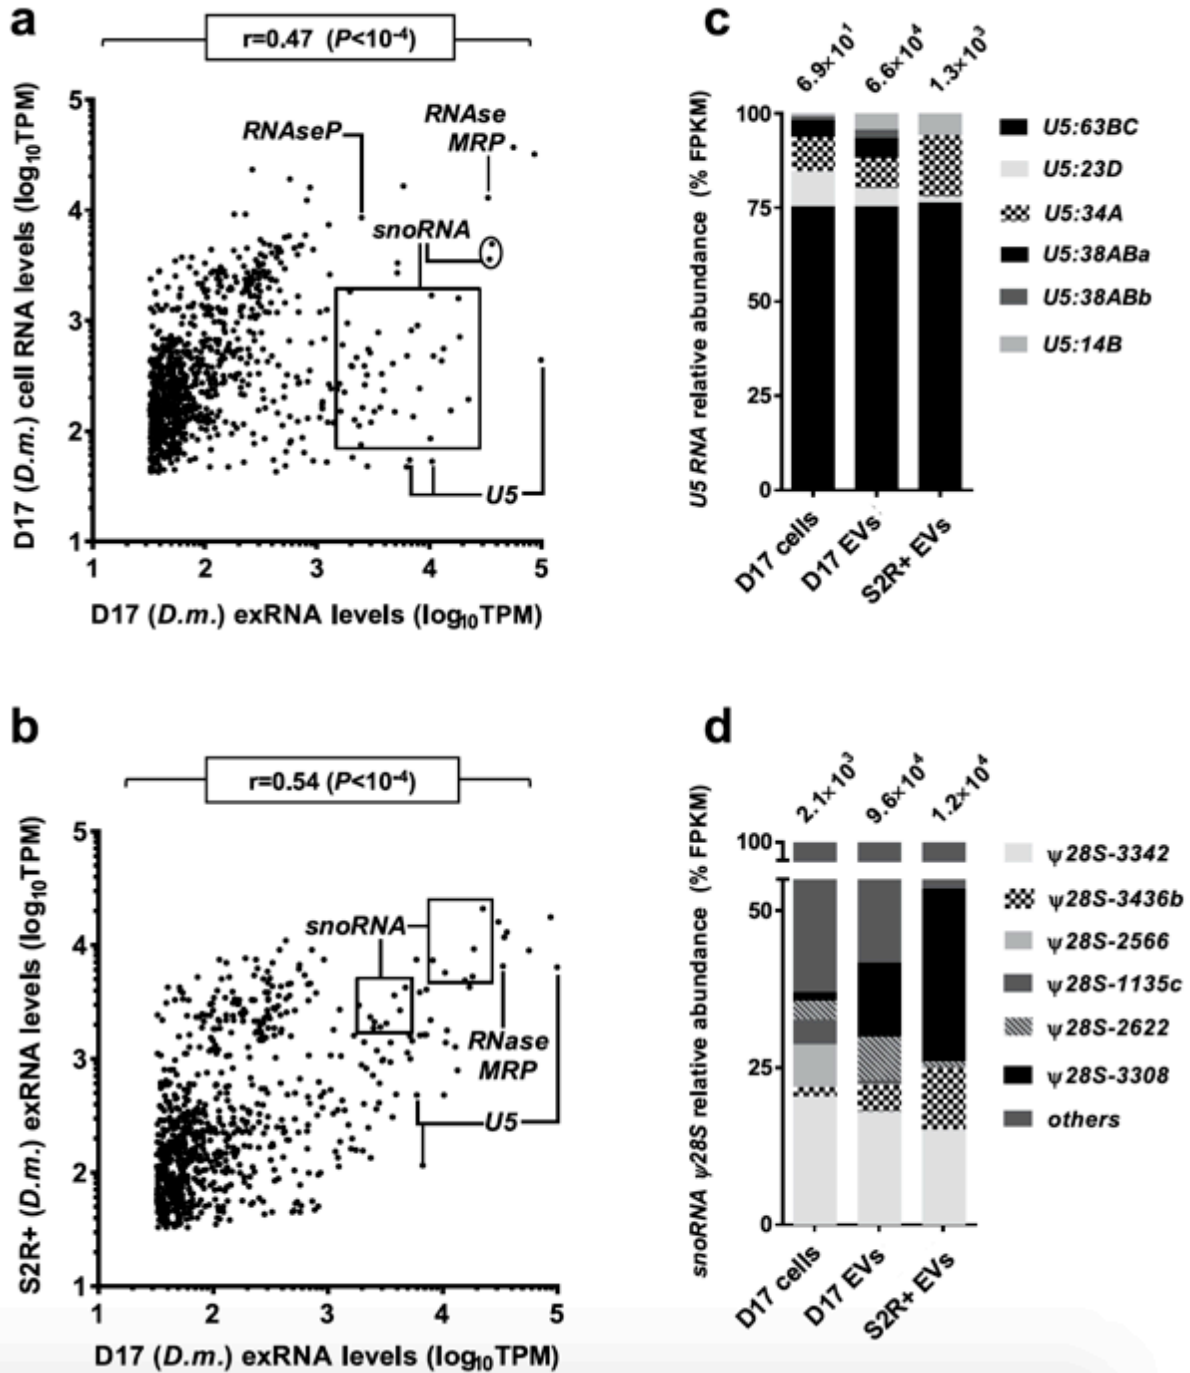 a
r=0.47 (P<10-4)
D17 (D.m.) cell RNA levels (log10TPM)
5
4
3
2
1
RNAseP
RNAse
MRP
snoRNA
U5
1 2 3 4 5
D17 (D.m.) exRNA levels (log10TPM)
c
6.9×10¹ 6.6×10⁴ 1.3×10³
U5 RNA relative abundance (% FPKM)
100
75
50
25
0
U5:63BC
U5:23D
U5:34A
U5:38ABa
U5:38ABb
U5:14B
D17 cells D17 EVs S2R+ EVs
b
r=0.54 (P<10-4)
S2R+ (D.m.) exRNA levels (log10TPM)
5
4
3
2
1
snoRNA
RNase
MRP
U5
1 2 3 4 5
D17 (D.m.) exRNA levels (log10TPM)
d
2.1×10³ 9.6×10⁴ 1.2×10⁴
snoRNA ψ28S relative abundance (% FPKM)
100
50
25
0
ψ28S-3342
ψ28S-3436b
ψ28S-2566
ψ28S-1135c
ψ28S-2622
ψ28S-3308
others
D17 cells D17 EVs S2R+ EVs